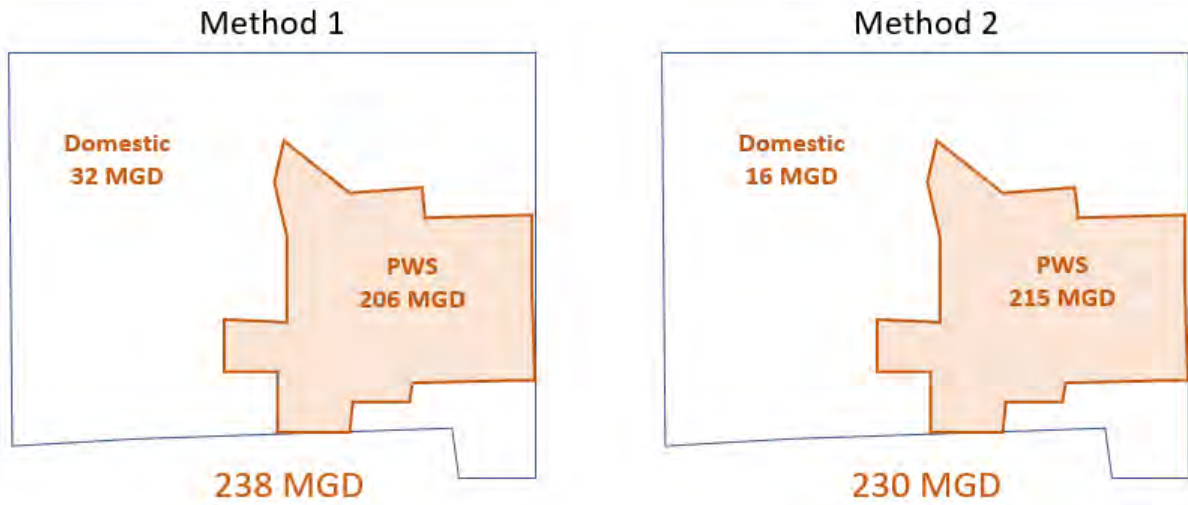 Method 1
Domestic
32 MGD
PWS
206 MGD
238 MGD
Method 2
Domestic
16 MGD
PWS
215 MGD
230 MGD